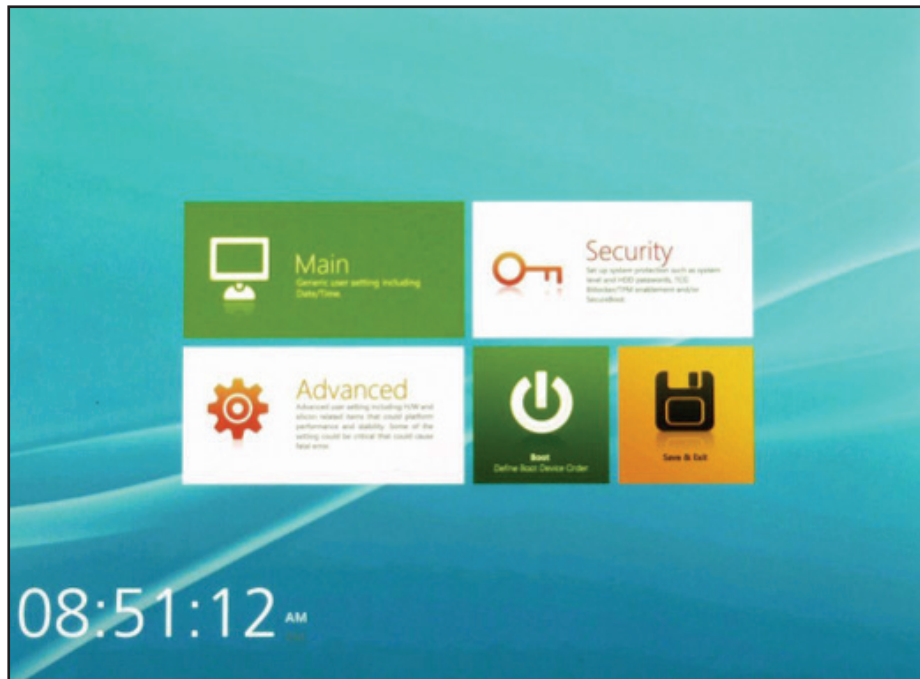 Main
Generic user setting including
Date/Time.
Security
Set up system protection such as system
level and HDD passwords, TCG
Bitlocker/TPM enablement and/or
SecureBoot.
Advanced
Advanced user setting including H/W and
silicon related items that could platform
performance and stability. Some of the
setting could be critical that could cause
fatal error.
Boot
Define Boot Device Order
Save & Exit
08:51:12 AM